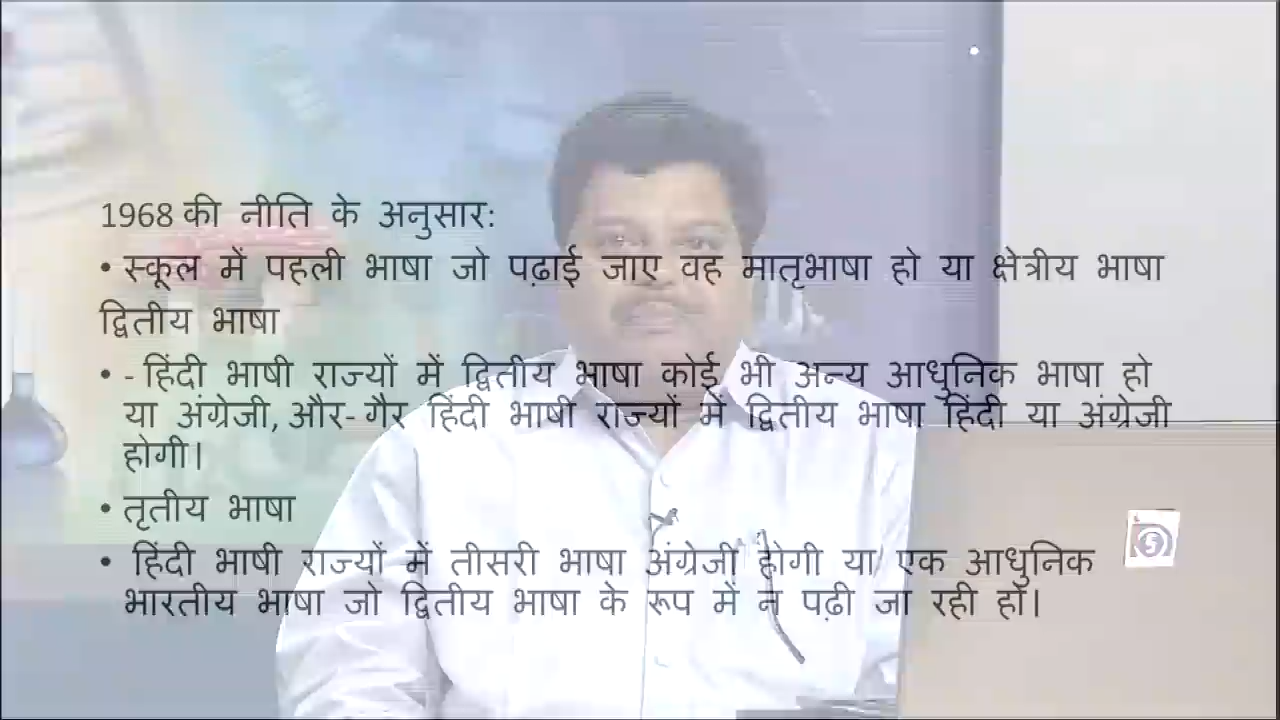 1968 की नीति के अनुसार:
• स्कूल में पहली भाषा जो पढ़ाई जाए वह मातृभाषा हो या क्षेत्रीय भाषा
द्वितीय भाषा
• - हिंदी भाषी राज्यों में द्वितीय भाषा कोई भी अन्य आधुनिक भाषा हो
या अंग्रेजी, और- गैर हिंदी भाषी राज्यों में द्वितीय भाषा हिंदी या अंग्रेजी
होगी।
• तृतीय भाषा
• हिंदी भाषी राज्यों में तीसरी भाषा अंग्रेजी होगी या एक आधुनिक
भारतीय भाषा जो द्वितीय भाषा के रूप में न पढ़ी जा रही हो।